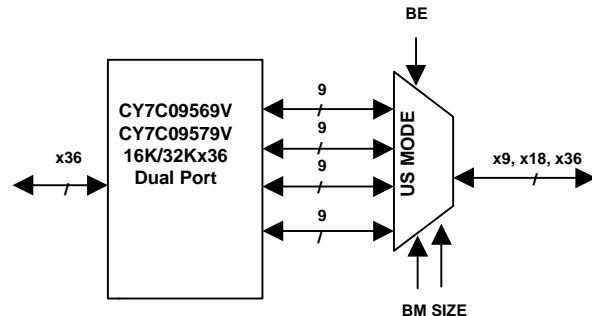 BE
CY7C09569V
CY7C09579V
16K/32Kx36
Dual Port
x36
9
9
9
9
US MODE
x9, x18, x36
BM SIZE